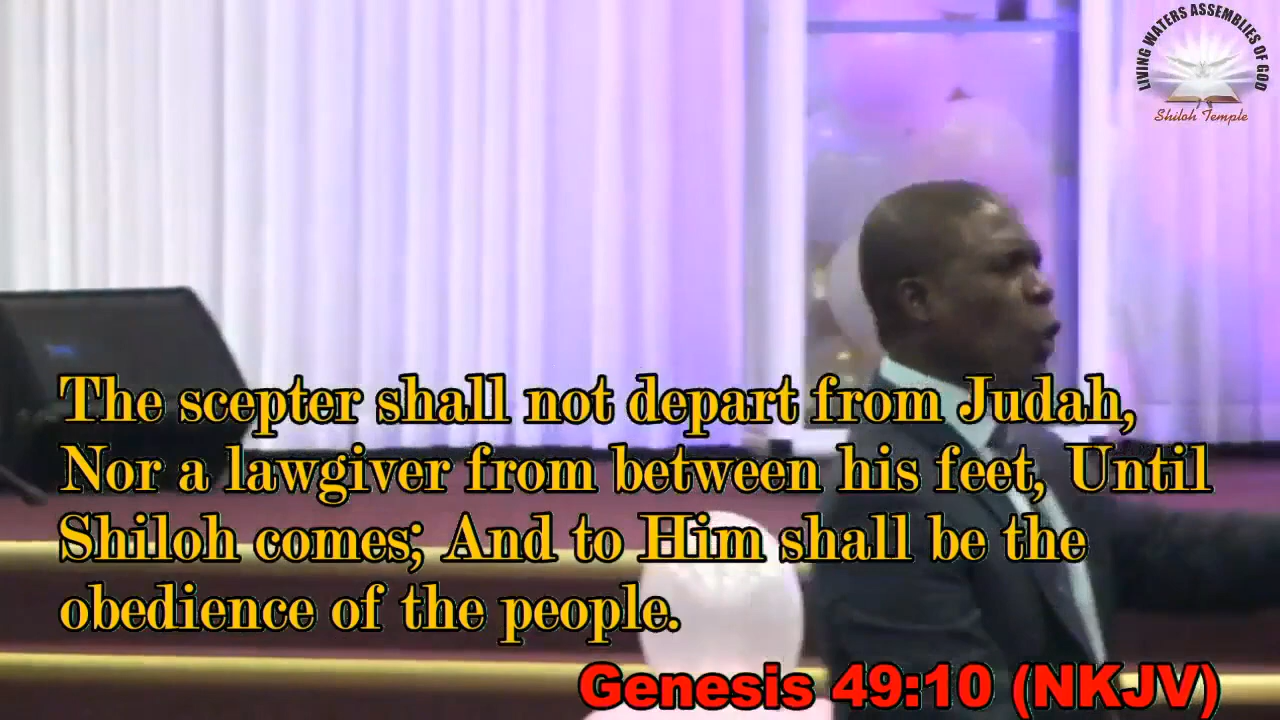 LIVING WATERS ASSEMBLIES OF GOD
Shiloh Temple
The scepter shall not depart from Judah,
Nor a lawgiver from between his feet, Until
Shiloh comes; And to Him shall be the
obedience of the people.
Genesis 49:10 (NKJV)